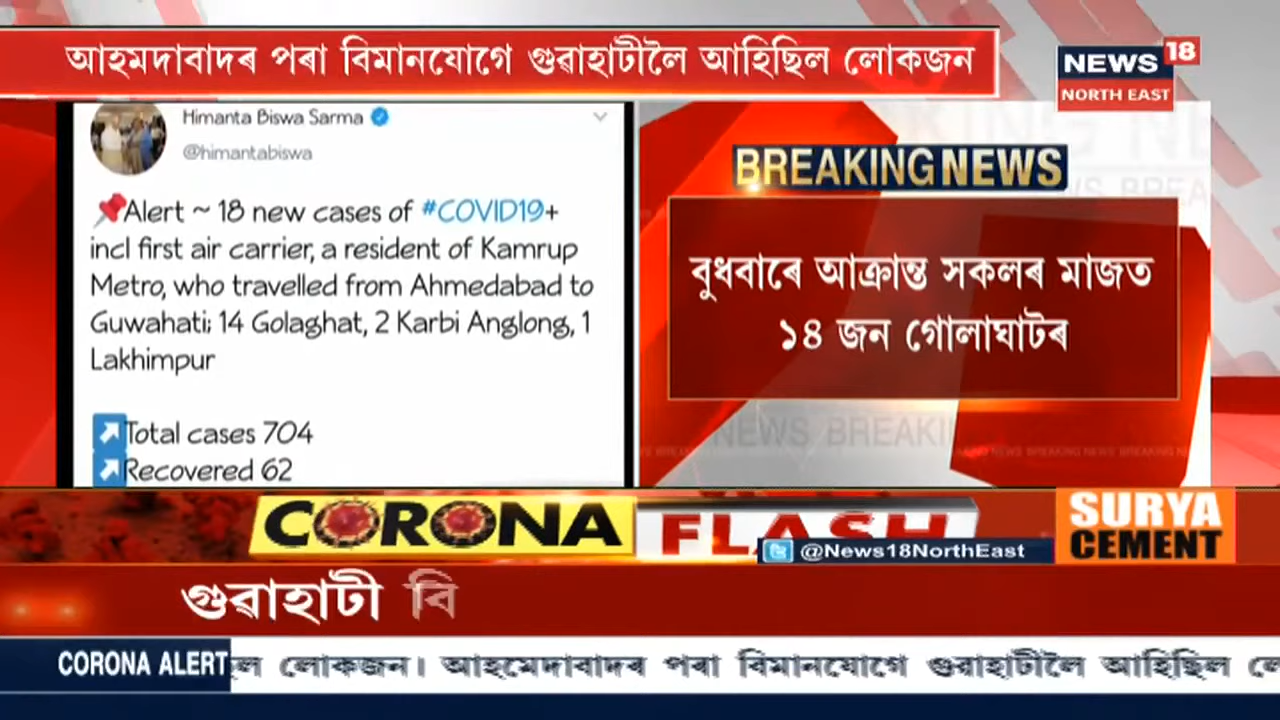 আহমদাবাদৰ পৰা বিমানযোগে গুৱাহাটীলৈ আহিছিল লোকজন
NEWS 18
NORTH EAST
Himanta Biswa Sarma
@himantabiswa
📌Alert ~ 18 new cases of #COVID19+
incl first air carrier, a resident of Kamrup
Metro, who travelled from Ahmedabad to
Guwahati; 14 Golaghat, 2 Karbi Anglong, 1
Lakhimpur
↗Total cases 704
↗Recovered 62
BREAKING NEWS
বুধবাৰে আক্ৰান্ত সকলৰ মাজত
১৪ জন গোলাঘাটৰ
CORONA
FLASH
@News18NorthEast
SURYA
CEMENT
গুৱাহাটী বি
CORONA ALERT
ল লোকজন। আহমেদাবাদৰ পৰা বিমানযোগে গুৱাহাটীলৈ আহিছিল লে